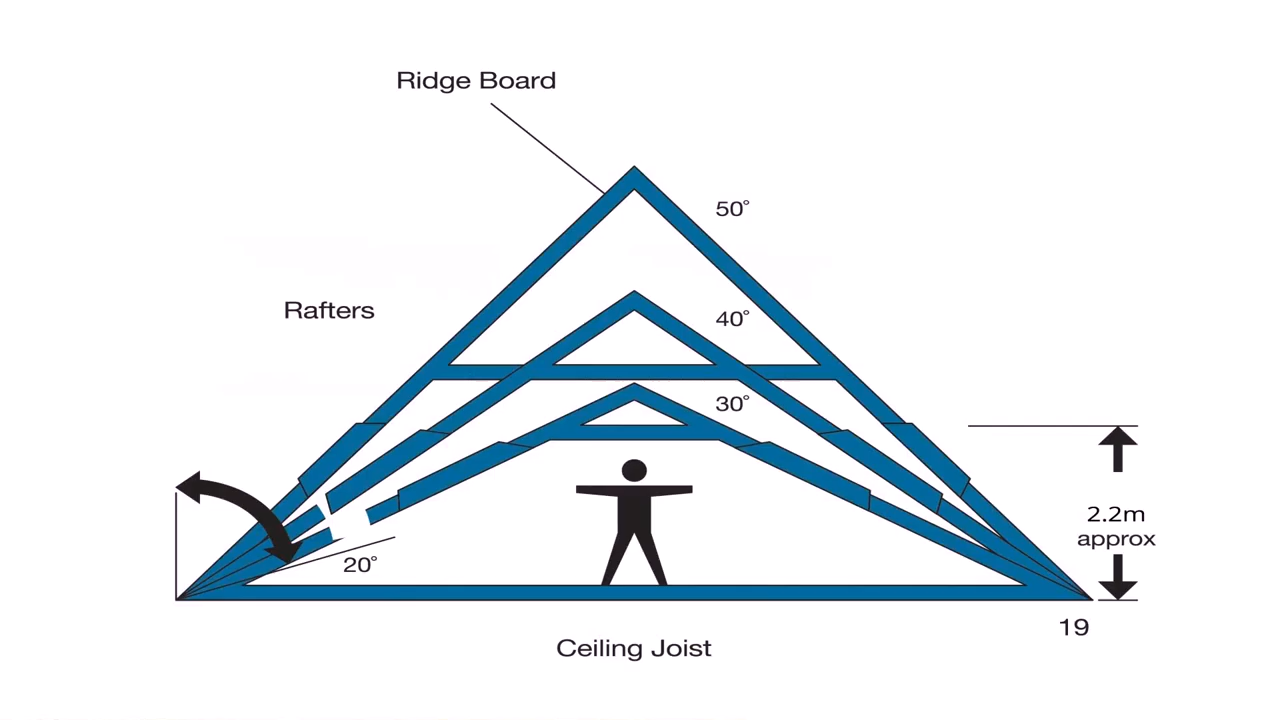 Ridge Board
50°
Rafters
40°
30°
2.2m
approx
20°
19
Ceiling Joist